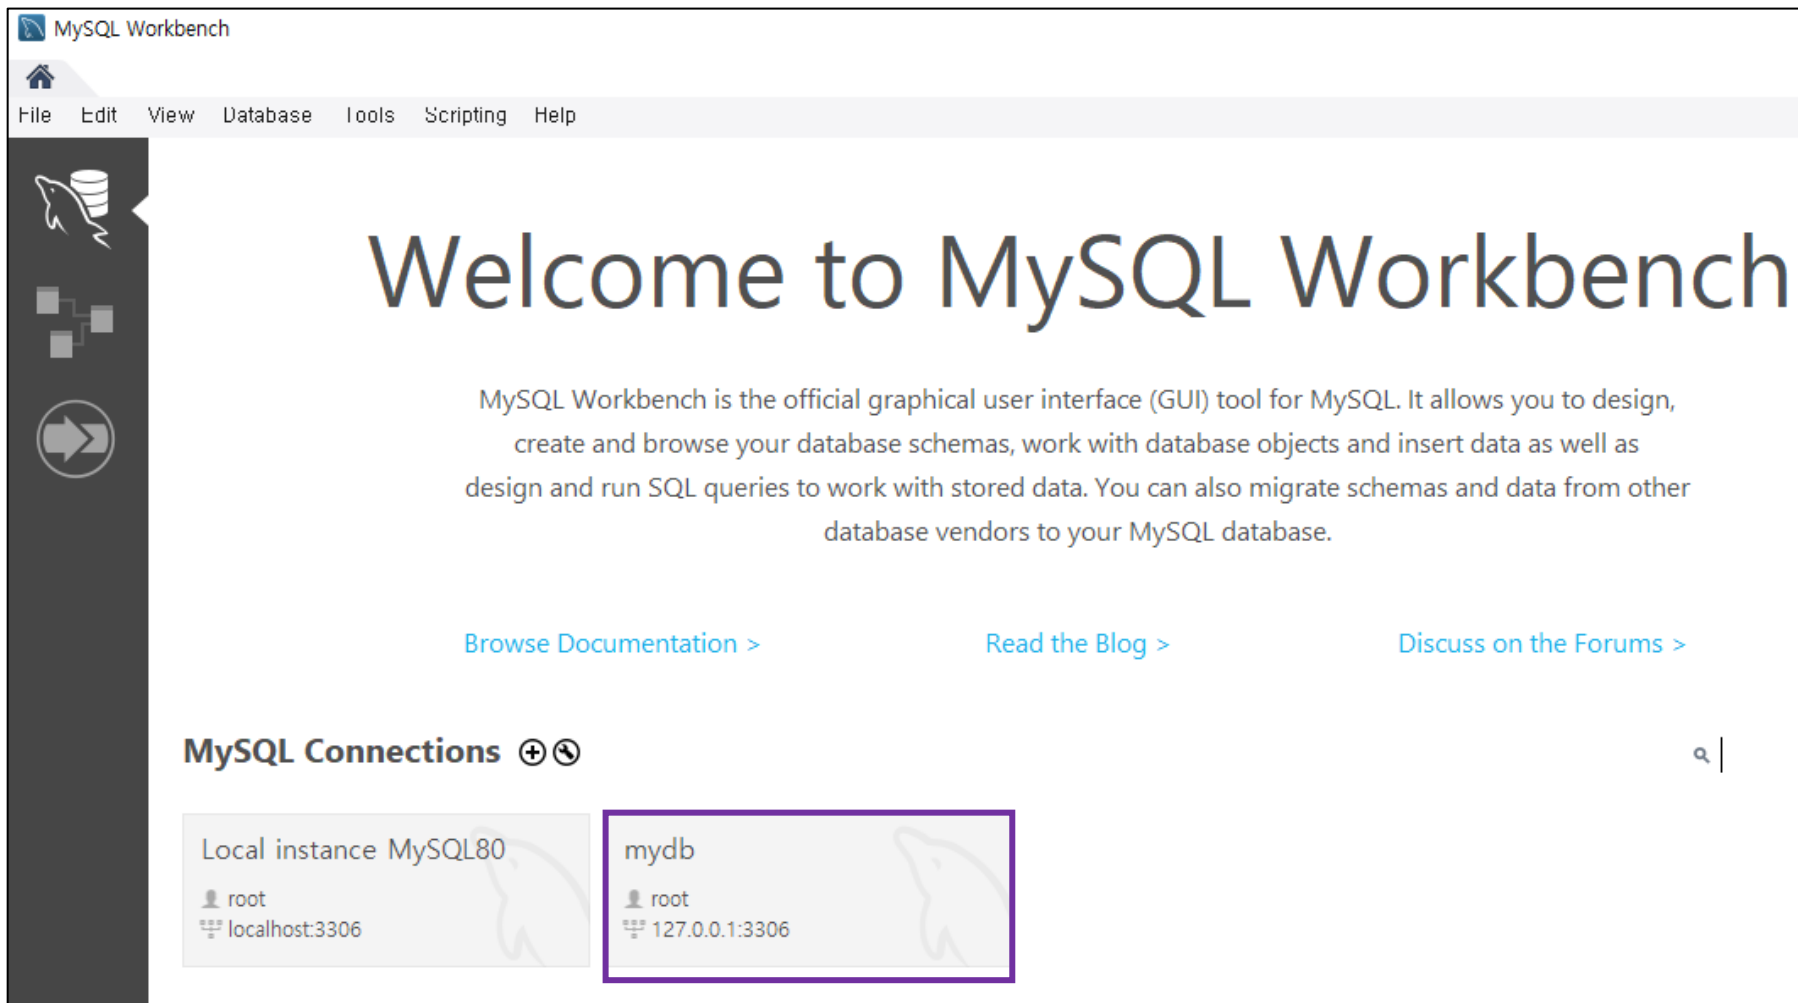 MySQL Workbench
File Edit View Database Tools Scripting Help
Welcome to MySQL Workbench
MySQL Workbench is the official graphical user interface (GUI) tool for MySQL. It allows you to design,
create and browse your database schemas, work with database objects and insert data as well as
design and run SQL queries to work with stored data. You can also migrate schemas and data from other
database vendors to your MySQL database.
Browse Documentation > Read the Blog > Discuss on the Forums >
MySQL Connections
Local instance MySQL80
root
localhost:3306
mydb
root
127.0.0.1:3306